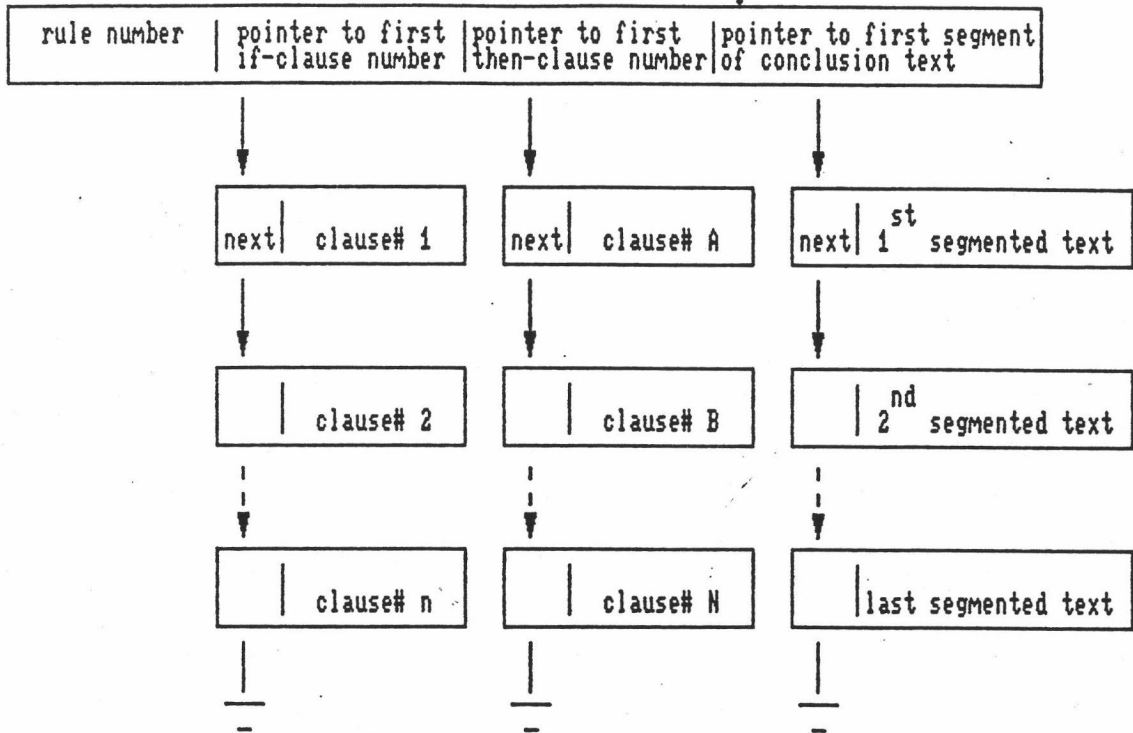 rule number | pointer to first if-clause number | pointer to first then-clause number | pointer to first segment of conclusion text
next | clause# 1
next | clause# A
next | 1st segmented text
clause# 2
clause# B
2nd segmented text
clause# n
clause# N
last segmented text